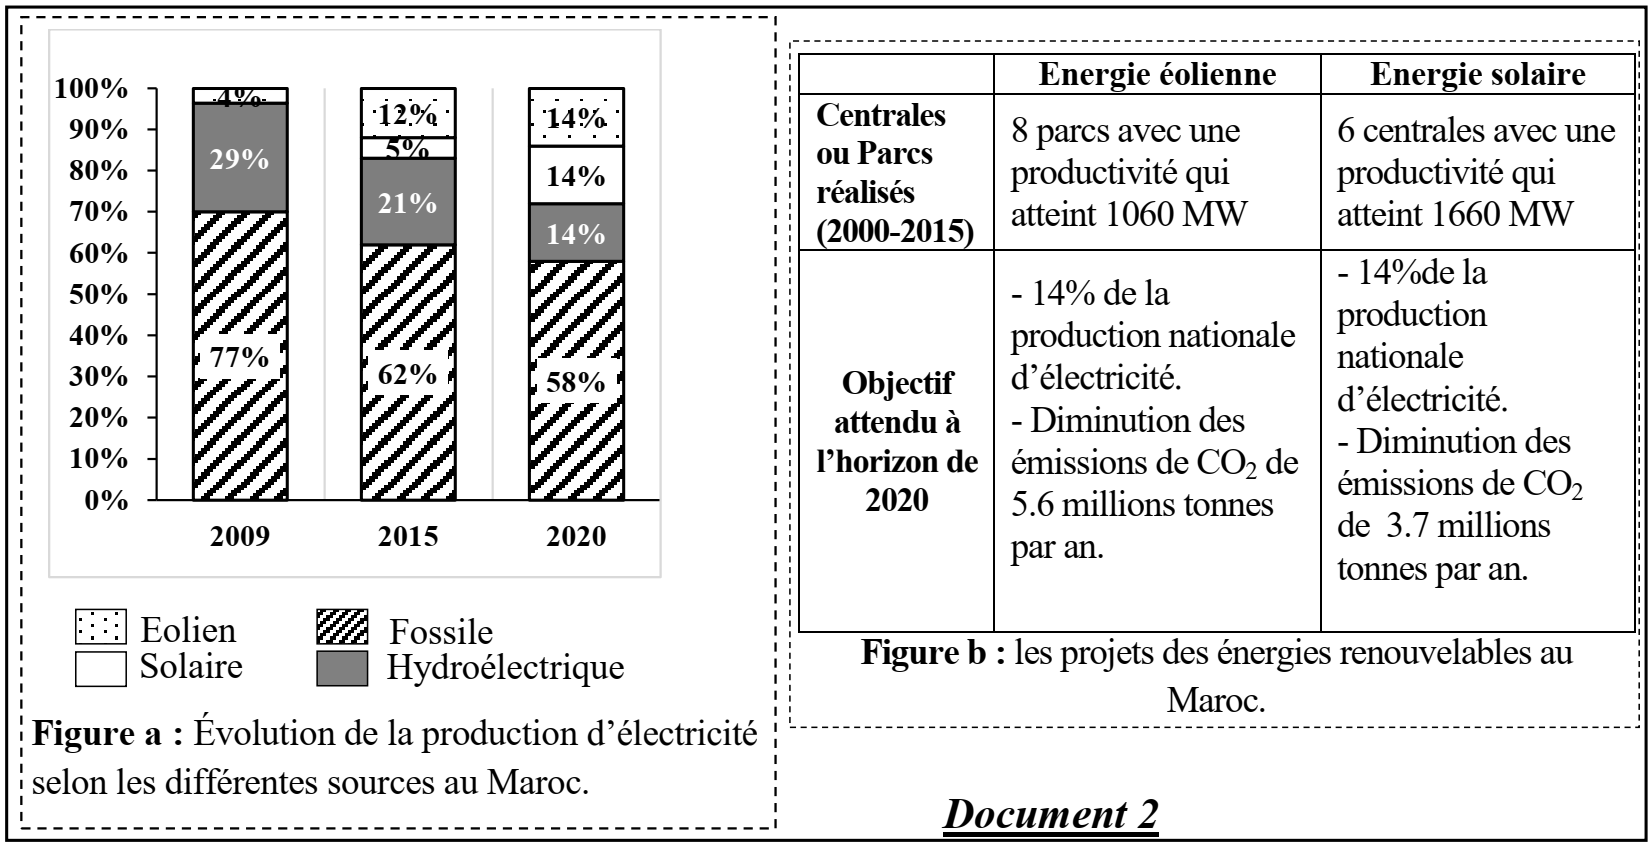 100%
90%
80%
70%
60%
50%
40%
30%
20%
10%
0%
4%
29%
77%
12%
5%
21%
62%
14%
14%
14%
58%
2009
2015
2020
Eolien
Fossile
Solaire
Hydroélectrique
Figure a : Évolution de la production d’électricité
selon les différentes sources au Maroc.
Energie éolienne
Energie solaire
Centrales
ou Parcs
réalisés
(2000-2015)
8 parcs avec une
productivité qui
atteint 1060 MW
6 centrales avec une
productivité qui
atteint 1660 MW
Objectif
attendu à
l’horizon de
2020
- 14% de la
production nationale
d’électricité.
- Diminution des
émissions de CO₂ de
5.6 millions tonnes
par an.
- 14%de la
production
nationale
d’électricité.
- Diminution des
émissions de CO₂
de 3.7 millions
tonnes par an.
Figure b : les projets des énergies renouvelables au
Maroc.
Document 2